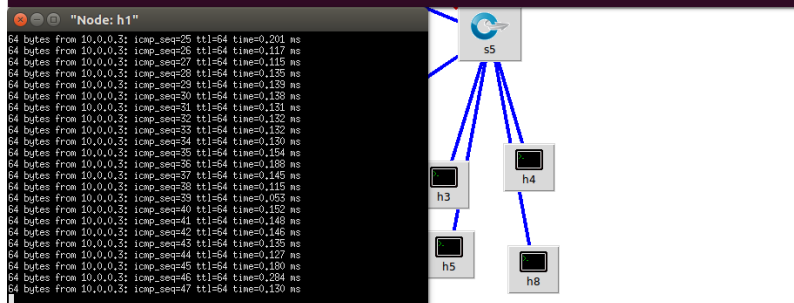 "Node: h1"
64 bytes from 10.0.0.3: icmp_seq=25 ttl=64 time=0.201 ms
64 bytes from 10.0.0.3: icmp_seq=26 ttl=64 time=0.117 ms
64 bytes from 10.0.0.3: icmp_seq=27 ttl=64 time=0.115 ms
64 bytes from 10.0.0.3: icmp_seq=28 ttl=64 time=0.135 ms
64 bytes from 10.0.0.3: icmp_seq=29 ttl=64 time=0.139 ms
64 bytes from 10.0.0.3: icmp_seq=30 ttl=64 time=0.138 ms
64 bytes from 10.0.0.3: icmp_seq=31 ttl=64 time=0.131 ms
64 bytes from 10.0.0.3: icmp_seq=32 ttl=64 time=0.132 ms
64 bytes from 10.0.0.3: icmp_seq=33 ttl=64 time=0.132 ms
64 bytes from 10.0.0.3: icmp_seq=34 ttl=64 time=0.130 ms
64 bytes from 10.0.0.3: icmp_seq=35 ttl=64 time=0.154 ms
64 bytes from 10.0.0.3: icmp_seq=36 ttl=64 time=0.188 ms
64 bytes from 10.0.0.3: icmp_seq=37 ttl=64 time=0.145 ms
64 bytes from 10.0.0.3: icmp_seq=38 ttl=64 time=0.115 ms
64 bytes from 10.0.0.3: icmp_seq=39 ttl=64 time=0.053 ms
64 bytes from 10.0.0.3: icmp_seq=40 ttl=64 time=0.152 ms
64 bytes from 10.0.0.3: icmp_seq=41 ttl=64 time=0.148 ms
64 bytes from 10.0.0.3: icmp_seq=42 ttl=64 time=0.146 ms
64 bytes from 10.0.0.3: icmp_seq=43 ttl=64 time=0.135 ms
64 bytes from 10.0.0.3: icmp_seq=44 ttl=64 time=0.127 ms
64 bytes from 10.0.0.3: icmp_seq=45 ttl=64 time=0.180 ms
64 bytes from 10.0.0.3: icmp_seq=46 ttl=64 time=0.284 ms
64 bytes from 10.0.0.3: icmp_seq=47 ttl=64 time=0.130 ms
s5
h4
h3
h5
h8